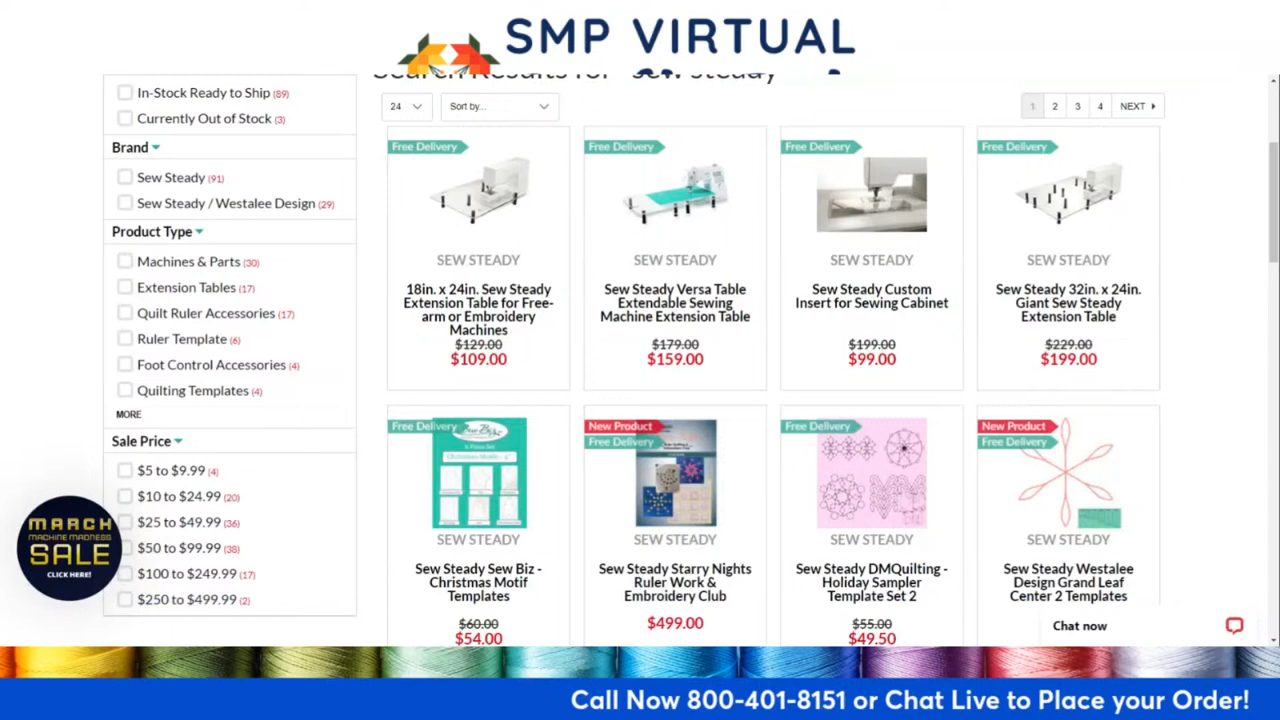 SMP VIRTUAL
Search Results for "sew steady"
In-Stock Ready to Ship (89)
Currently Out of Stock (3)
Brand
Sew Steady (91)
Sew Steady / Westalee Design (29)
Product Type
Machines & Parts (30)
Extension Tables (17)
Quilt Ruler Accessories (17)
Ruler Template (6)
Foot Control Accessories (4)
Quilting Templates (4)
MORE
Sale Price
$5 to $9.99 (4)
$10 to $24.99 (20)
$25 to $49.99 (36)
$50 to $99.99 (38)
$100 to $249.99 (17)
$250 to $499.99 (2)
MARCH
MACHINE MADNESS
SALE
CLICK HERE!
24
Sort by...
1 2 3 4 NEXT
Free Delivery
SEW STEADY
18in. x 24in. Sew Steady
Extension Table for Free-
arm or Embroidery
Machines
$129.00
$109.00
Free Delivery
SEW STEADY
Sew Steady Versa Table
Extendable Sewing
Machine Extension Table
$179.00
$159.00
Free Delivery
SEW STEADY
Sew Steady Custom
Insert for Sewing Cabinet
$199.00
$99.00
Free Delivery
SEW STEADY
Sew Steady 32in. x 24in.
Giant Sew Steady
Extension Table
$229.00
$199.00
Free Delivery
Sew Biz
Christmas Motif
SEW STEADY
Sew Steady Sew Biz -
Christmas Motif
Templates
$60.00
$54.00
New Product
Free Delivery
SEW STEADY
Sew Steady Starry Nights
Ruler Work &
Embroidery Club
$499.00
Free Delivery
SEW STEADY
Sew Steady DMQuilting -
Holiday Sampler
Template Set 2
$55.00
$49.50
New Product
Free Delivery
SEW STEADY
Sew Steady Westalee
Design Grand Leaf
Center 2 Templates
Chat now
Call Now 800-401-8151 or Chat Live to Place your Order!